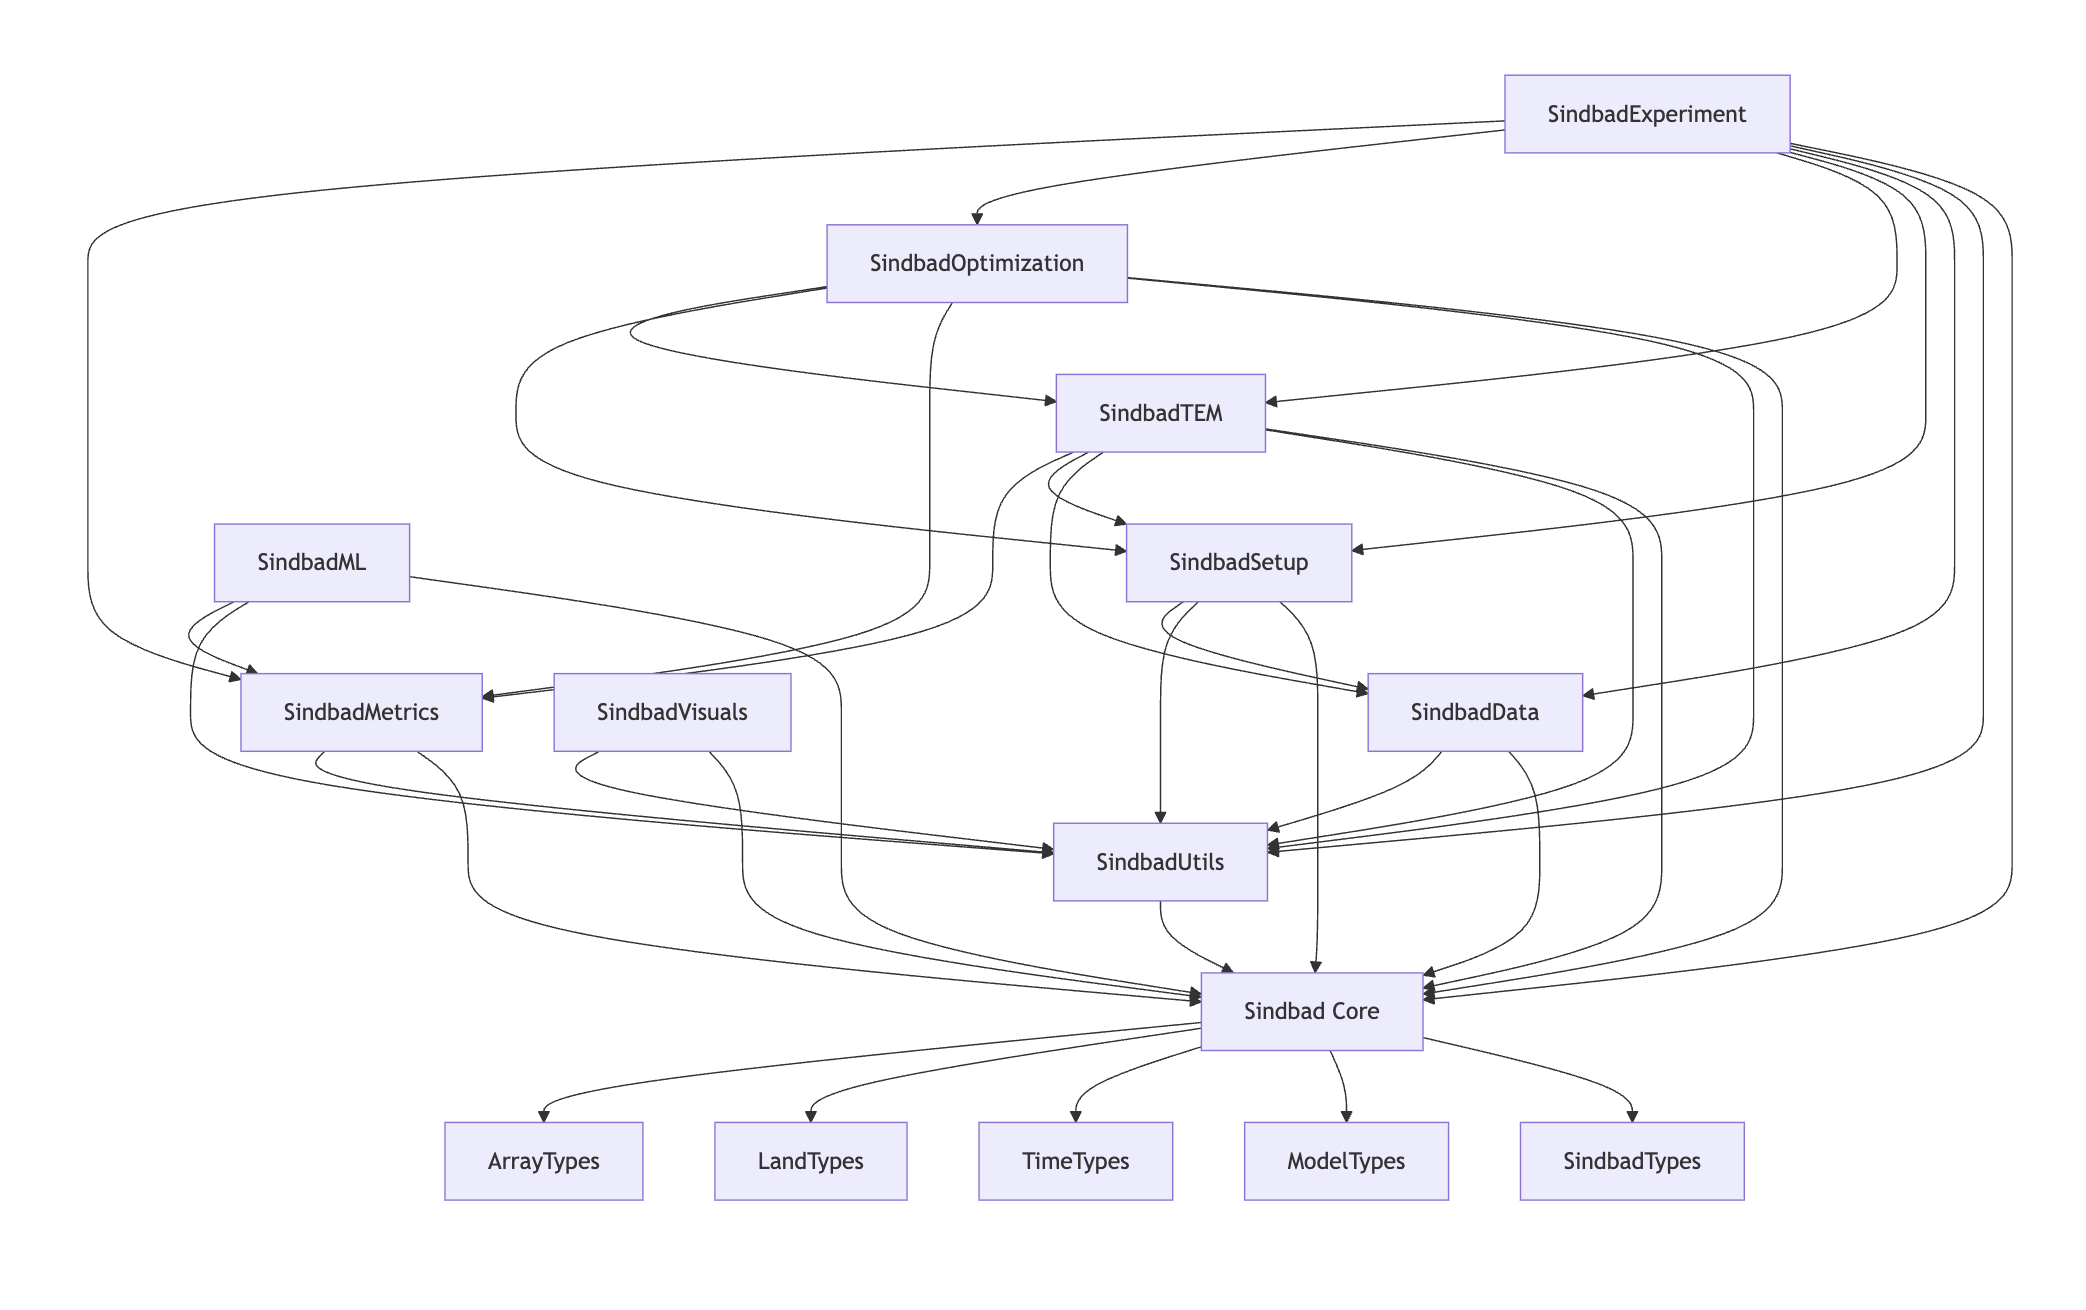 SindbadExperiment
SindbadOptimization
SindbadTEM
SindbadML
SindbadSetup
SindbadMetrics
SindbadVisuals
SindbadData
SindbadUtils
Sindbad Core
ArrayTypes
LandTypes
TimeTypes
ModelTypes
SindbadTypes